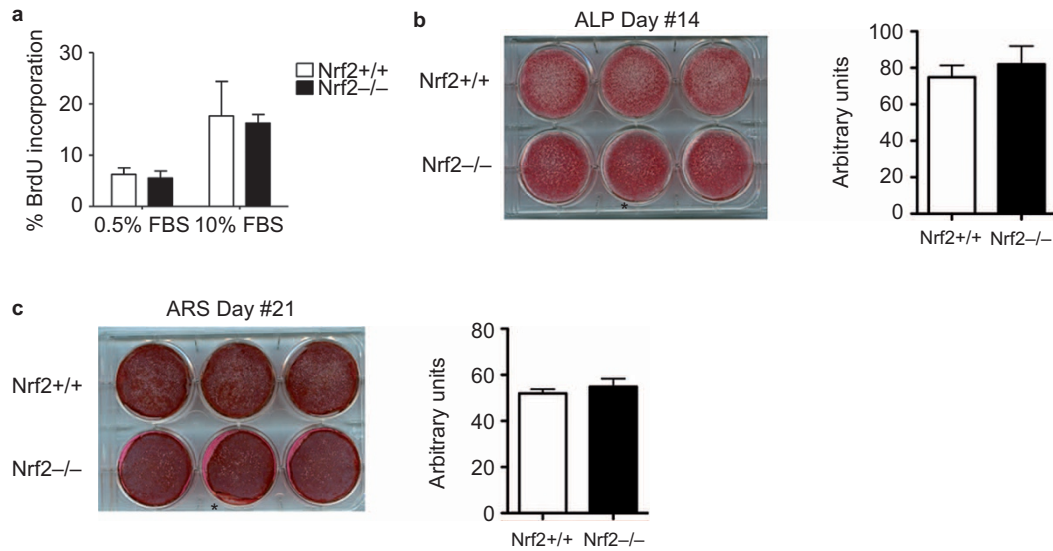 a
% BrdU incorporation
30
20
10
0
0.5% FBS 10% FBS
Nrf2+/+
Nrf2–/–
b
ALP Day #14
Nrf2+/+
Nrf2–/–
*
Arbitrary units
100
80
60
40
20
0
Nrf2+/+ Nrf2–/–
c
ARS Day #21
Nrf2+/+
Nrf2–/–
*
Arbitrary units
80
60
40
20
0
Nrf2+/+ Nrf2–/–